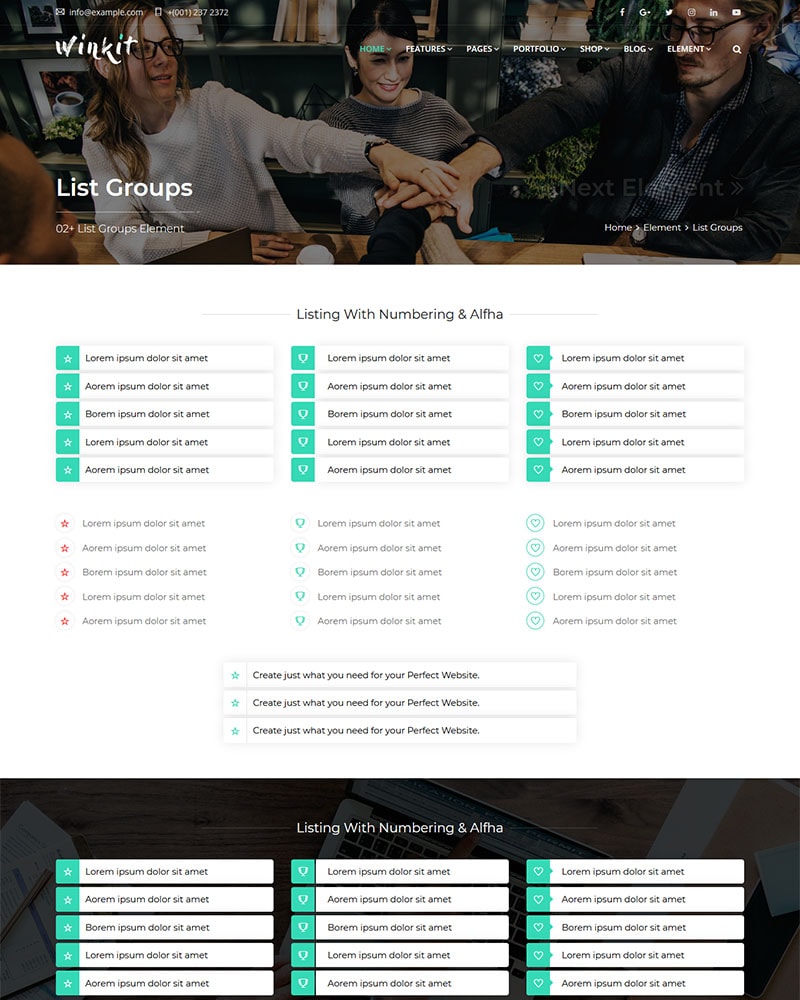 info@example.com +(001) 237 2372
winkit
HOME FEATURES PAGES PORTFOLIO SHOP BLOG ELEMENT
List Groups
Next Element »
02+ List Groups Element
Home > Element > List Groups
Listing With Numbering & Alfha
Lorem ipsum dolor sit amet Lorem ipsum dolor sit amet Lorem ipsum dolor sit amet
Aorem ipsum dolor sit amet Aorem ipsum dolor sit amet Aorem ipsum dolor sit amet
Borem ipsum dolor sit amet Borem ipsum dolor sit amet Borem ipsum dolor sit amet
Lorem ipsum dolor sit amet Lorem ipsum dolor sit amet Lorem ipsum dolor sit amet
Aorem ipsum dolor sit amet Aorem ipsum dolor sit amet Aorem ipsum dolor sit amet
Lorem ipsum dolor sit amet Lorem ipsum dolor sit amet Lorem ipsum dolor sit amet
Aorem ipsum dolor sit amet Aorem ipsum dolor sit amet Aorem ipsum dolor sit amet
Borem ipsum dolor sit amet Borem ipsum dolor sit amet Borem ipsum dolor sit amet
Lorem ipsum dolor sit amet Lorem ipsum dolor sit amet Lorem ipsum dolor sit amet
Aorem ipsum dolor sit amet Aorem ipsum dolor sit amet Aorem ipsum dolor sit amet
Create just what you need for your Perfect Website.
Create just what you need for your Perfect Website.
Create just what you need for your Perfect Website.
Listing With Numbering & Alfha
Lorem ipsum dolor sit amet Lorem ipsum dolor sit amet Lorem ipsum dolor sit amet
Aorem ipsum dolor sit amet Aorem ipsum dolor sit amet Aorem ipsum dolor sit amet
Borem ipsum dolor sit amet Borem ipsum dolor sit amet Borem ipsum dolor sit amet
Lorem ipsum dolor sit amet Lorem ipsum dolor sit amet Lorem ipsum dolor sit amet
Aorem ipsum dolor sit amet Aorem ipsum dolor sit amet Aorem ipsum dolor sit amet